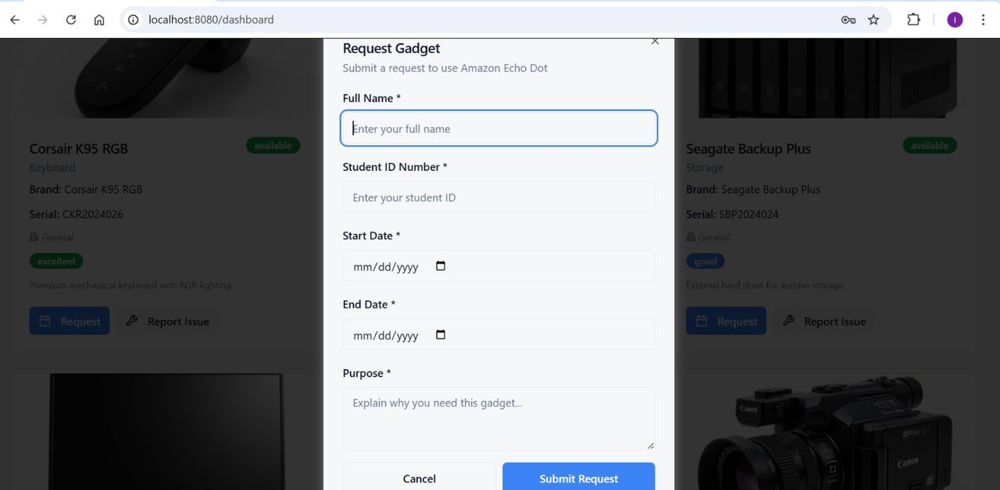 localhost:8080/dashboard
I
Request Gadget
Submit a request to use Amazon Echo Dot
Full Name *
Enter your full name
Student ID Number *
Enter your student ID
Start Date *
mm/dd/yyyy
End Date *
mm/dd/yyyy
Purpose *
Explain why you need this gadget...
Cancel
Submit Request
Corsair K95 RGB
available
Keyboard
Brand: Corsair K95 RGB
Serial: CKR2024026
General
excellent
Premium mechanical keyboard with RGB lighting
Request
Report Issue
Seagate Backup Plus
available
Storage
Brand: Seagate Backup Plus
Serial: SBP2024024
General
good
External hard drive for archive storage
Request
Report Issue
Canon
Canon